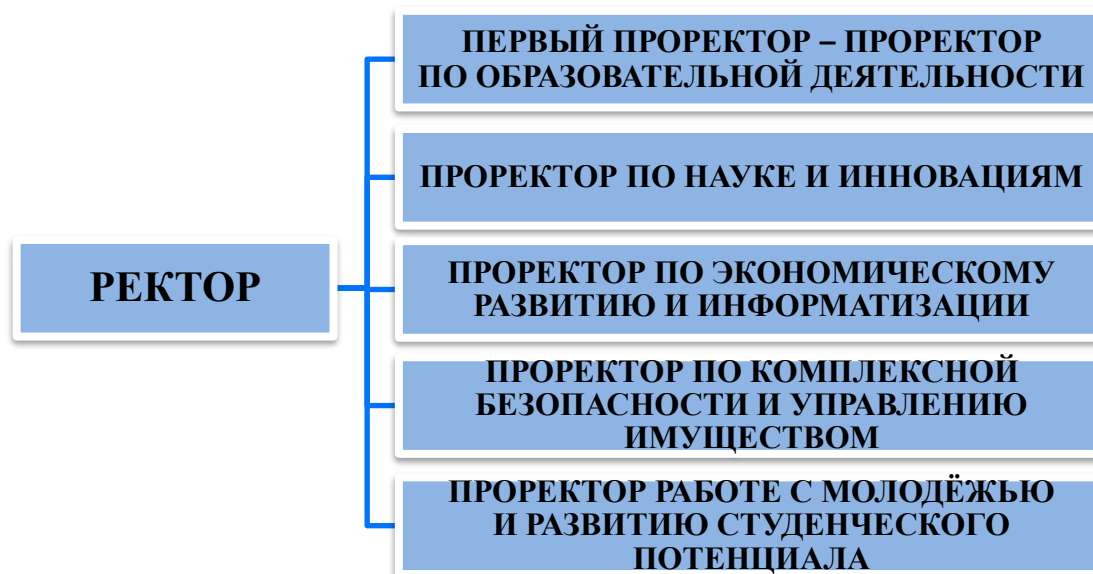 ПЕРВЫЙ ПРОРЕКТОР – ПРОРЕКТОР
ПО ОБРАЗОВАТЕЛЬНОЙ ДЕЯТЕЛЬНОСТИ
ПРОРЕКТОР ПО НАУКЕ И ИННОВАЦИЯМ
РЕКТОР
ПРОРЕКТОР ПО ЭКОНОМИЧЕСКОМУ
РАЗВИТИЮ И ИНФОРМАТИЗАЦИИ
ПРОРЕКТОР ПО КОМПЛЕКСНОЙ
БЕЗОПАСНОСТИ И УПРАВЛЕНИЮ
ИМУЩЕСТВОМ
ПРОРЕКТОР РАБОТЕ С МОЛОДЁЖЬЮ
И РАЗВИТИЮ СТУДЕНЧЕСКОГО
ПОТЕНЦИАЛА